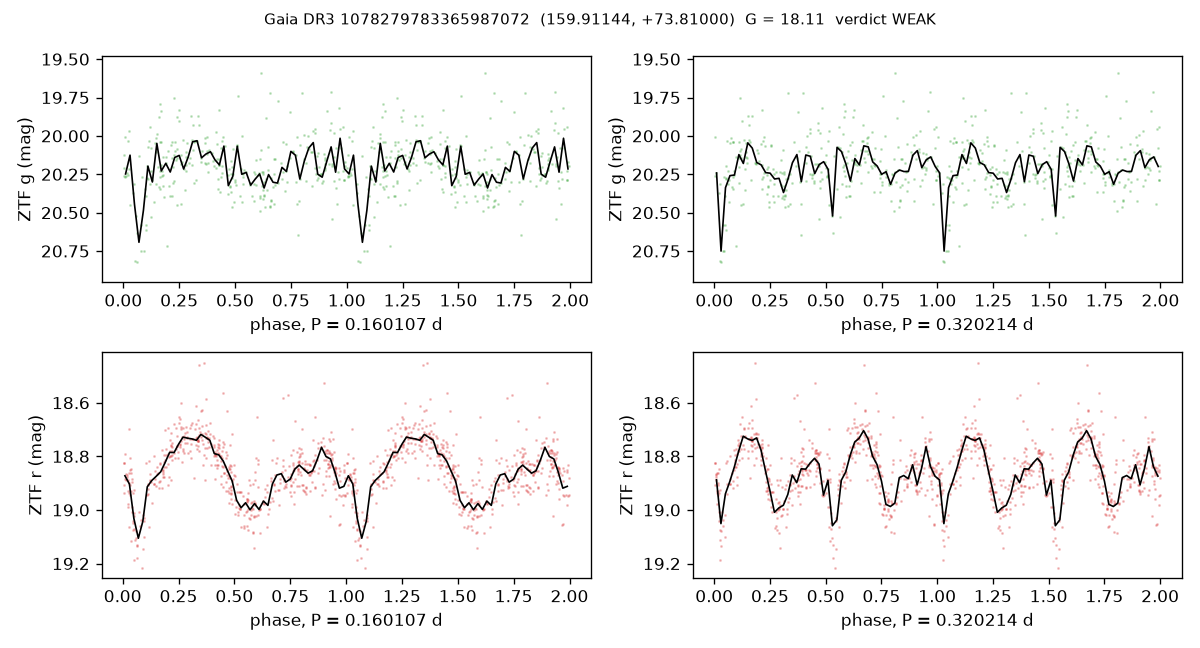 Gaia DR3 1078279783365987072  (159.91144, +73.81000)  G = 18.11  verdict WEAK
ZTF g (mag)
19.50
19.75
20.00
20.25
20.50
20.75
0.00 0.25 0.50 0.75 1.00 1.25 1.50 1.75 2.00
phase, P = 0.160107 d
ZTF g (mag)
19.50
19.75
20.00
20.25
20.50
20.75
0.00 0.25 0.50 0.75 1.00 1.25 1.50 1.75 2.00
phase, P = 0.320214 d
ZTF r (mag)
18.6
18.8
19.0
19.2
0.00 0.25 0.50 0.75 1.00 1.25 1.50 1.75 2.00
phase, P = 0.160107 d
ZTF r (mag)
18.6
18.8
19.0
19.2
0.00 0.25 0.50 0.75 1.00 1.25 1.50 1.75 2.00
phase, P = 0.320214 d